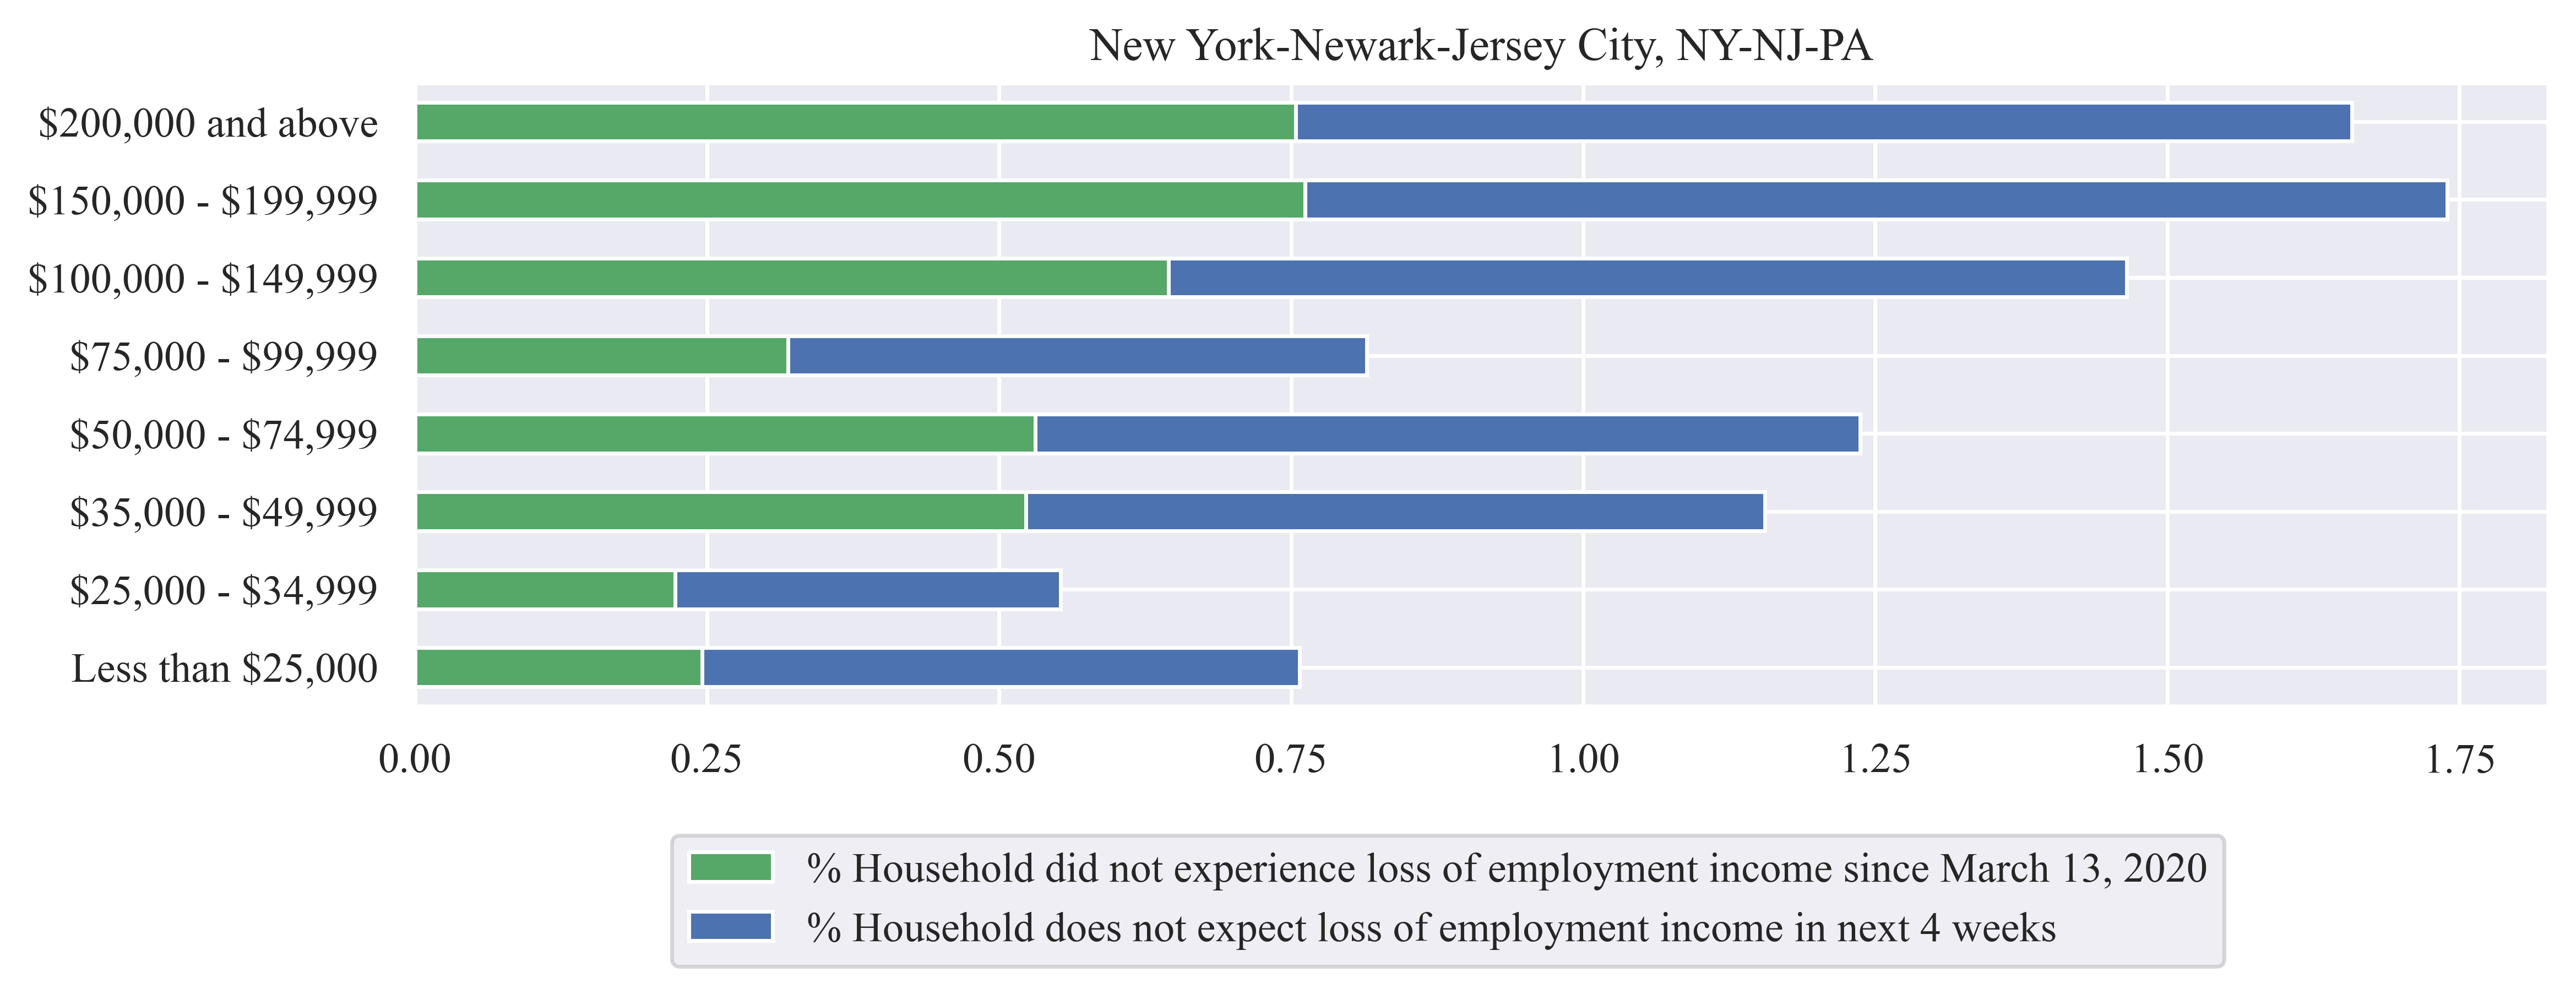 New York-Newark-Jersey City, NY-NJ-PA
$200,000 and above
$150,000 - $199,999
$100,000 - $149,999
$75,000 - $99,999
$50,000 - $74,999
$35,000 - $49,999
$25,000 - $34,999
Less than $25,000
0.00 0.25 0.50 0.75 1.00 1.25 1.50 1.75
% Household did not experience loss of employment income since March 13, 2020
% Household does not expect loss of employment income in next 4 weeks